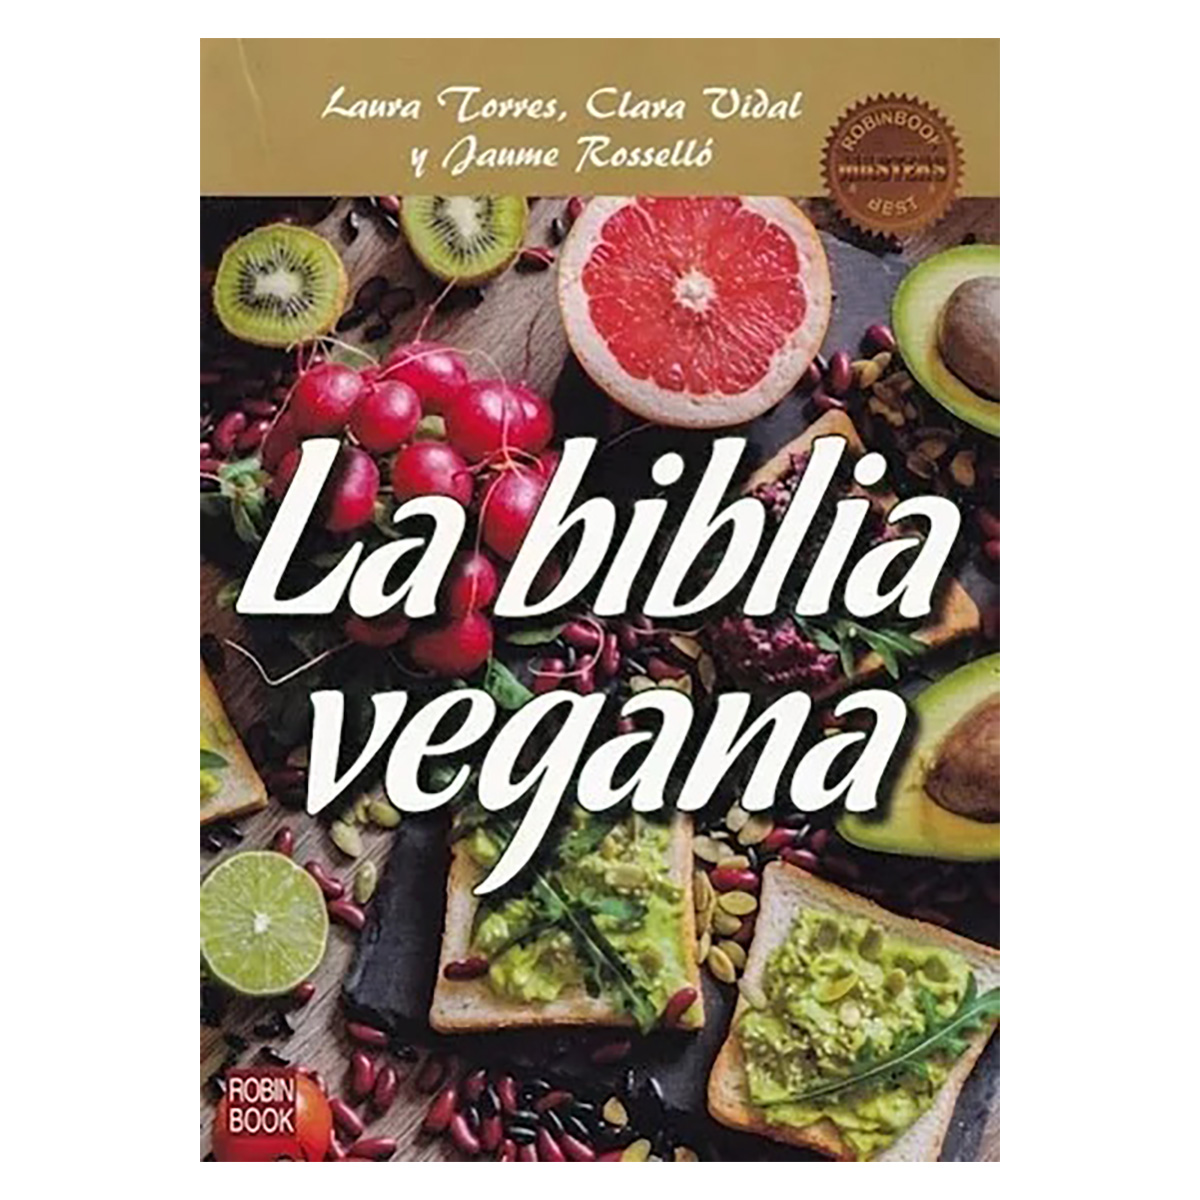 Laura Torres, Clara Vidal
y Jaume Rosselló
ROBINBOOK
MASTERS
BEST
La biblia
vegana
ROBIN
BOOK